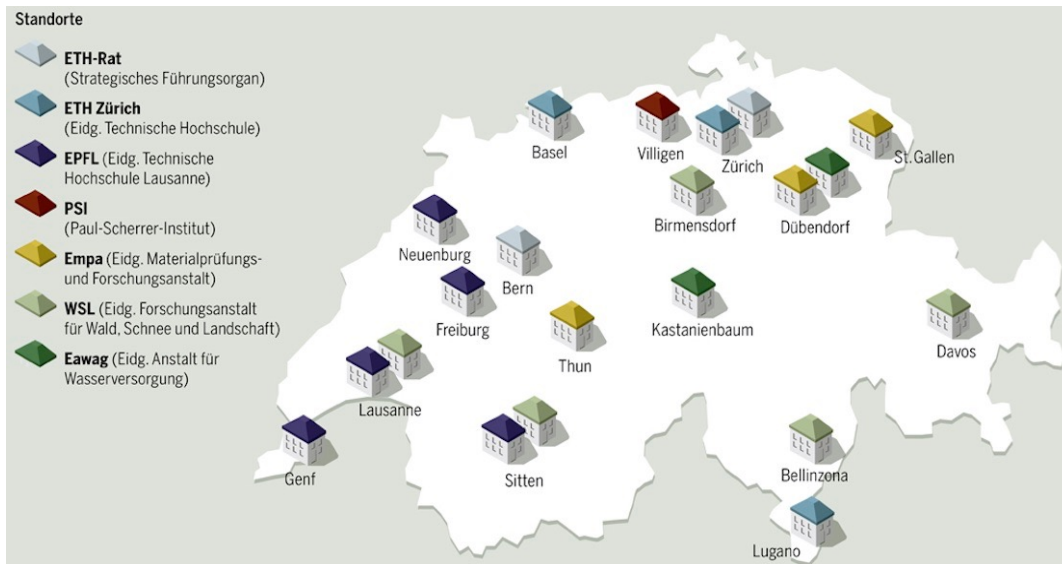 Standorte
ETH-Rat
(Strategisches Führungsorgan)
ETH Zürich
(Eidg. Technische Hochschule)
EPFL (Eidg. Technische
Hochschule Lausanne)
PSI
(Paul-Scherrer-Institut)
Empa (Eidg. Materialprüfungs-
und Forschungsanstalt)
WSL (Eidg. Forschungsanstalt
für Wald, Schnee und Landschaft)
Eawag (Eidg. Anstalt für
Wasserversorgung)
Basel
Villigen
Zürich
St. Gallen
Birmensdorf
Dübendorf
Neuenburg
Bern
Freiburg
Kastanienbaum
Thun
Davos
Lausanne
Genf
Sitten
Bellinzona
Lugano